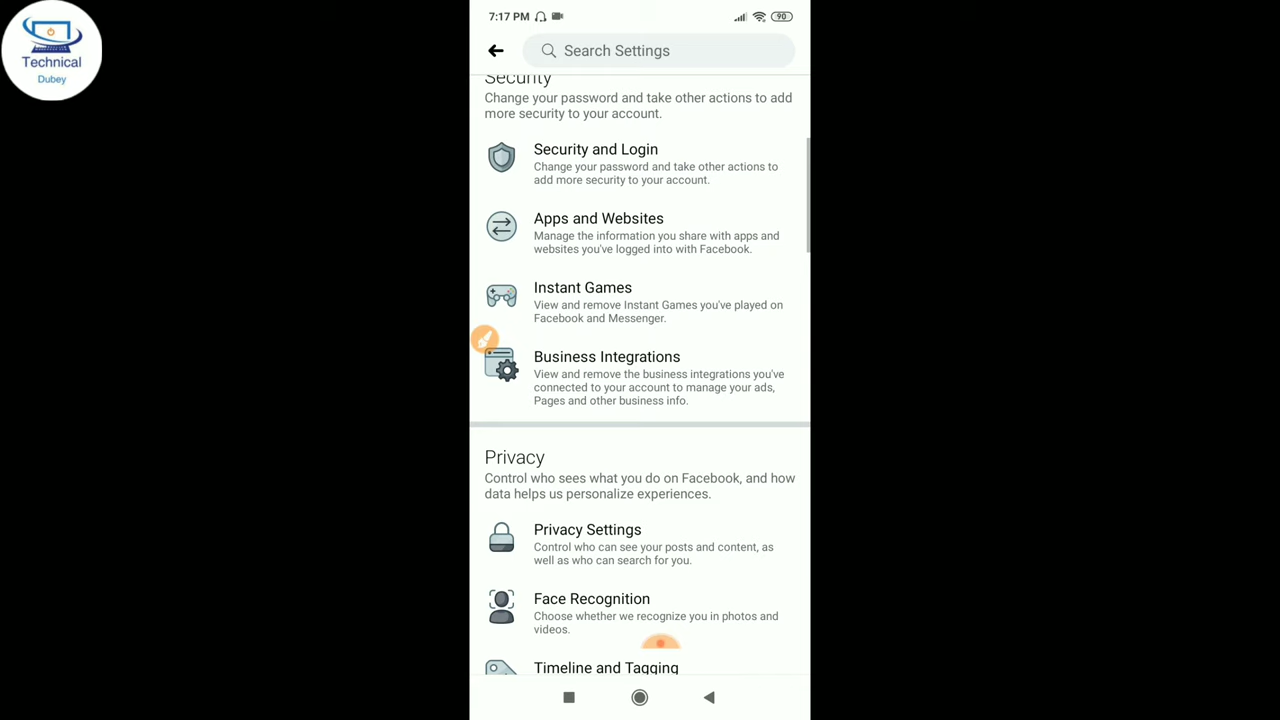 Technical
Dubey
7:17 PM
90
Search Settings
Security
Change your password and take other actions to add
more security to your account.
Security and Login
Change your password and take other actions to
add more security to your account.
Apps and Websites
Manage the information you share with apps and
websites you've logged into with Facebook.
Instant Games
View and remove Instant Games you've played on
Facebook and Messenger.
Business Integrations
View and remove the business integrations you've
connected to your account to manage your ads,
Pages and other business info.
Privacy
Control who sees what you do on Facebook, and how
data helps us personalize experiences.
Privacy Settings
Control who can see your posts and content, as
well as who can search for you.
Face Recognition
Choose whether we recognize you in photos and
videos.
Timeline and Tagging